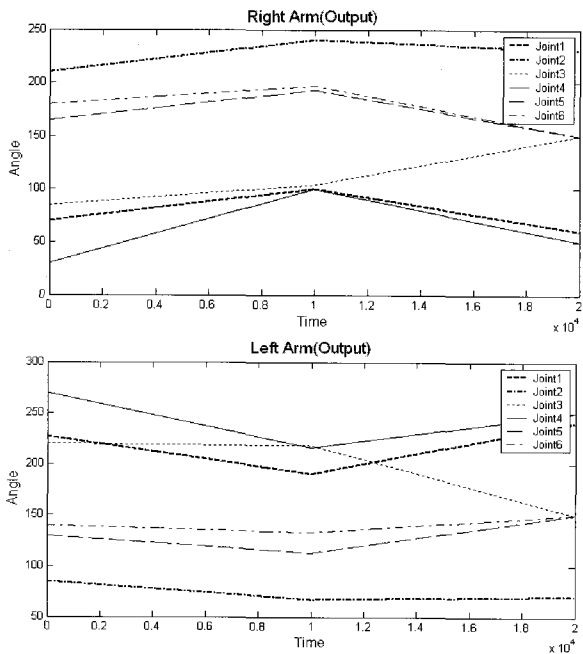 Right Arm(Output)
250
200
150
100
50
0
Angle
Joint1
Joint2
Joint3
Joint4
Joint5
Joint6
0 0.2 0.4 0.6 0.8 1 1.2 1.4 1.6 1.8 2
Time
x 10^4
Left Arm(Output)
300
250
200
150
100
50
Angle
Joint1
Joint2
Joint3
Joint4
Joint5
Joint6
0 0.2 0.4 0.6 0.8 1 1.2 1.4 1.6 1.8 2
Time
x 10^4